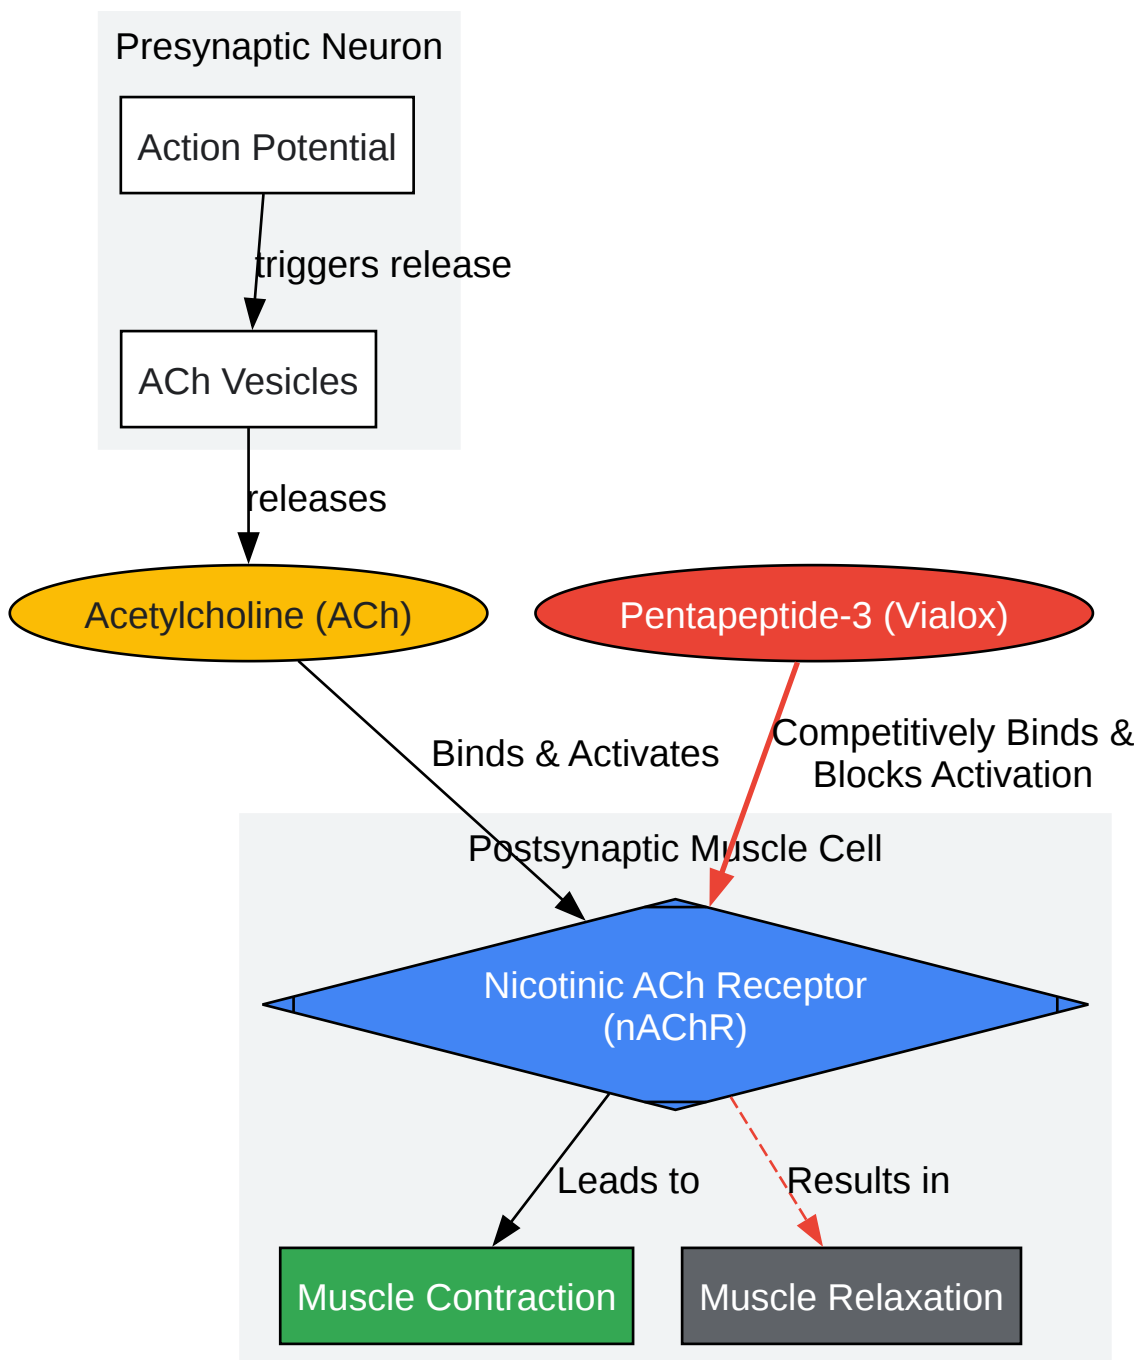 Presynaptic Neuron
Action Potential
triggers release
ACh Vesicles
releases
Acetylcholine (ACh)
Pentapeptide-3 (Vialox)
Binds & Activates
Competitively Binds &
Blocks Activation
Postsynaptic Muscle Cell
Nicotinic ACh Receptor
(nAChR)
Leads to
Results in
Muscle Contraction
Muscle Relaxation